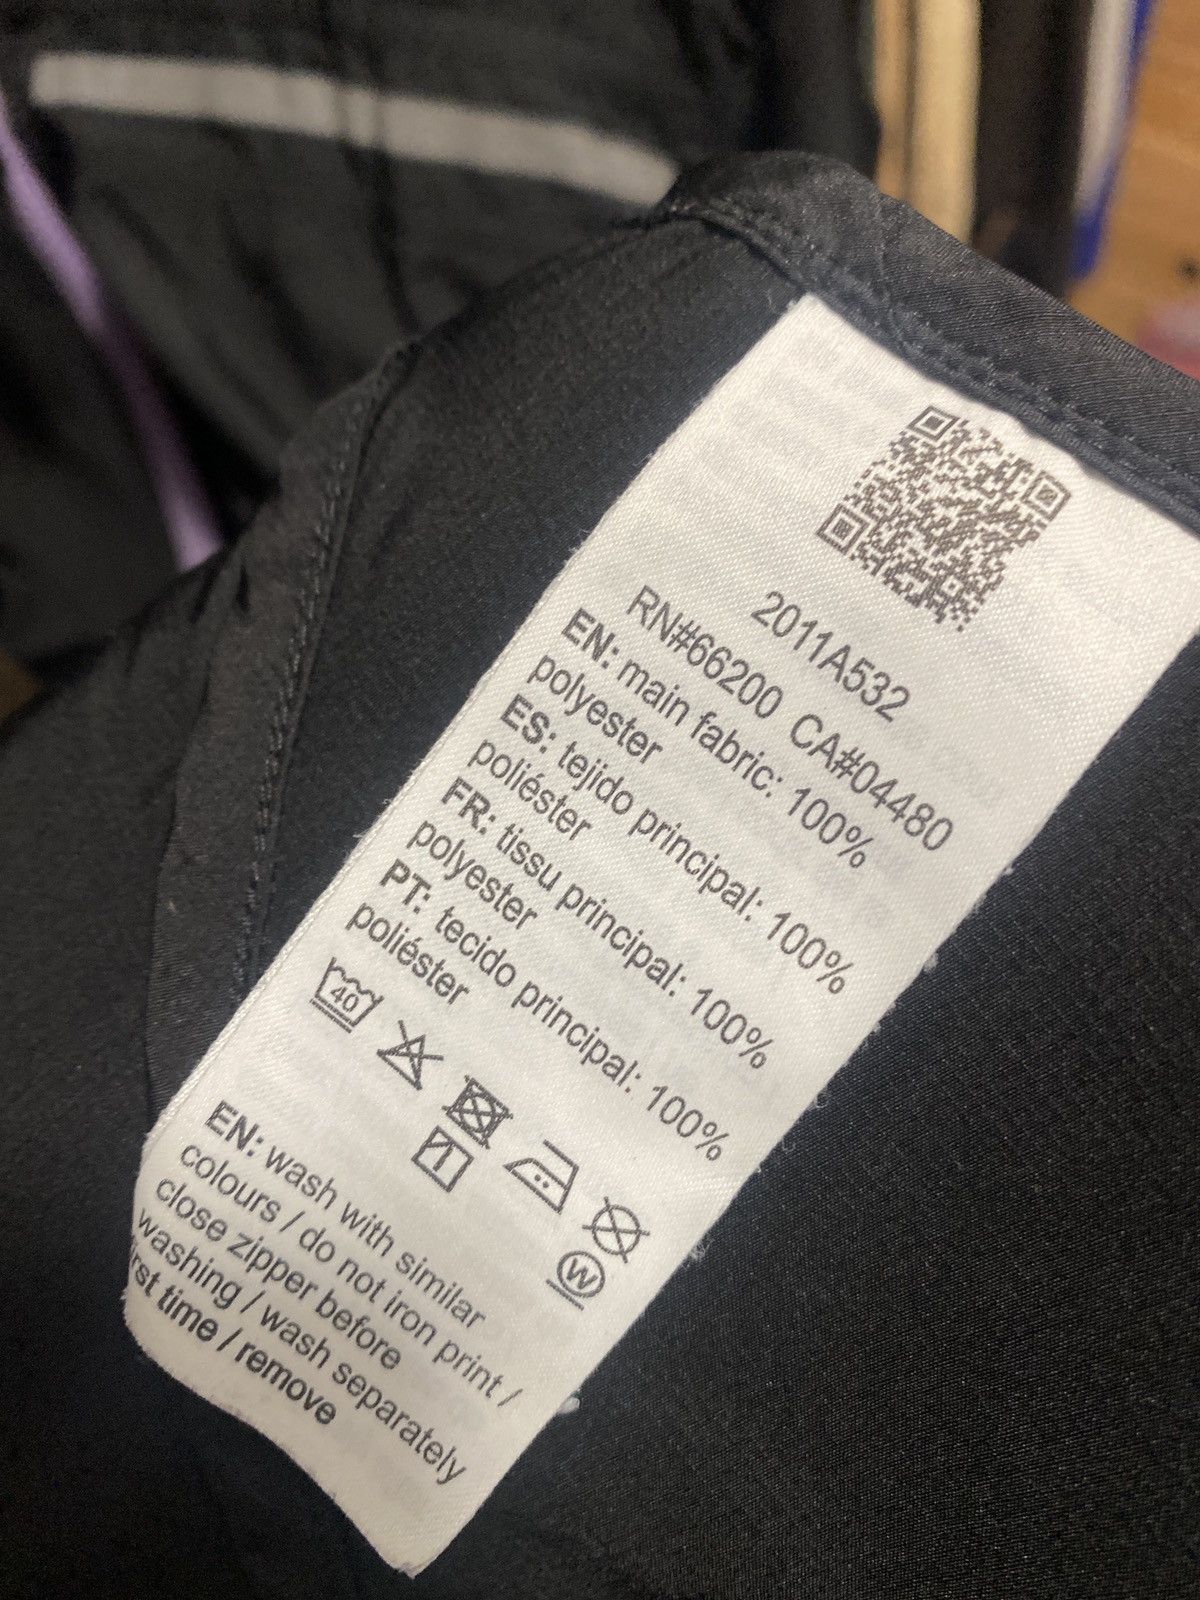 2011A532
RN#66200 CA#04480
EN: main fabric: 100%
polyester
ES: tejido principal: 100%
poliéster
FR: tissu principal: 100%
polyester
PT: tecido principal: 100%
poliéster
40
W
EN: wash with similar
colours / do not iron print /
close zipper before
washing / wash separately
time / remove